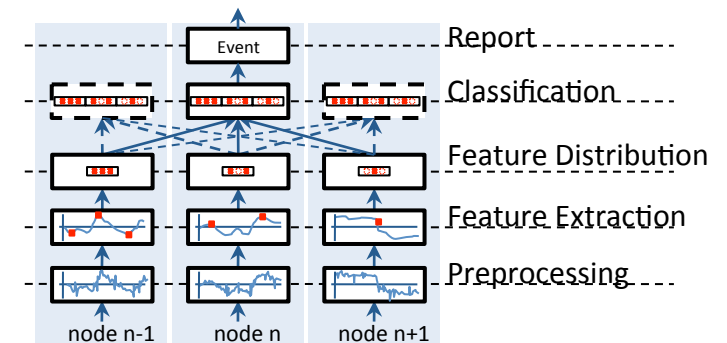 Event
Report
Classification
Feature Distribution
Feature Extraction
Preprocessing
node n-1
node n
node n+1